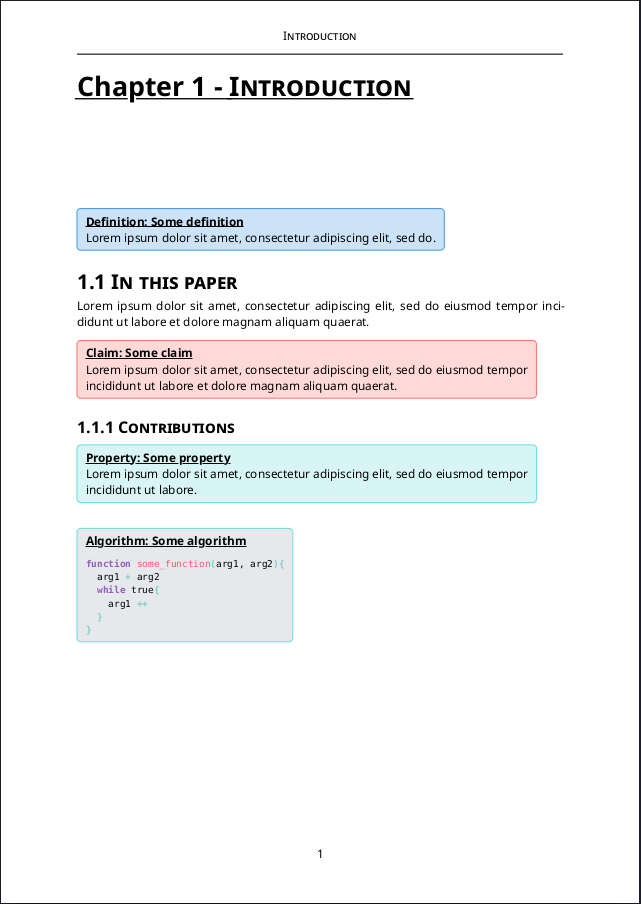 Introduction
Chapter 1 - Introduction
Definition: Some definition
Lorem ipsum dolor sit amet, consectetur adipiscing elit, sed do.
1.1 In this paper
Lorem ipsum dolor sit amet, consectetur adipiscing elit, sed do eiusmod tempor inci-
didunt ut labore et dolore magnam aliquam quaerat.
Claim: Some claim
Lorem ipsum dolor sit amet, consectetur adipiscing elit, sed do eiusmod tempor
incididunt ut labore et dolore magnam aliquam quaerat.
1.1.1 Contributions
Property: Some property
Lorem ipsum dolor sit amet, consectetur adipiscing elit, sed do eiusmod tempor
incididunt ut labore.
Algorithm: Some algorithm
function some_function(arg1, arg2){
  arg1 + arg2
  while true{
    arg1 ++
  }
}
1